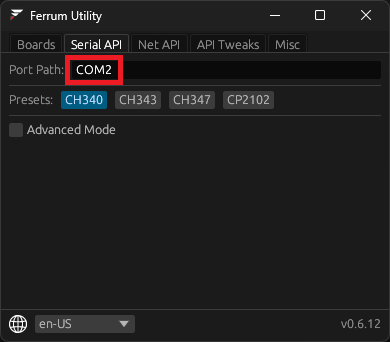 Ferrum Utility
Boards Serial API Net API API Tweaks Misc
Port Path: COM2
Presets: CH340 CH343 CH347 CP2102
Advanced Mode
en-US v0.6.12